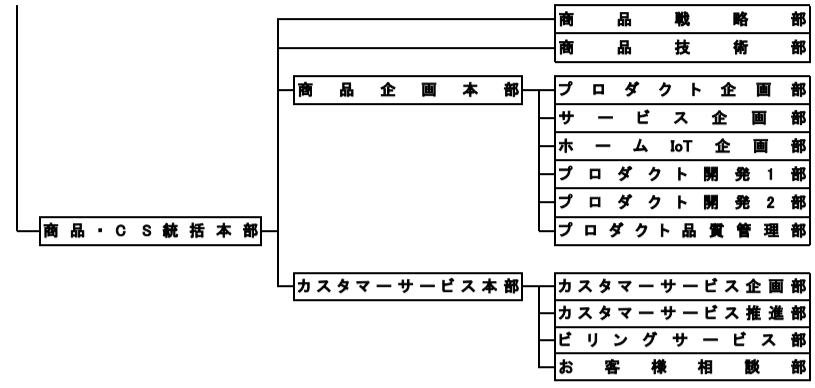 商品戦略部
商品技術部
商品企画本部
プロダクト企画部
サービス企画部
ホームIoT企画部
プロダクト開発1部
プロダクト開発2部
商品・CS統括本部
プロダクト品質管理部
カスタマーサービス本部
カスタマーサービス企画部
カスタマーサービス推進部
ビリングサービス部
お客様相談部